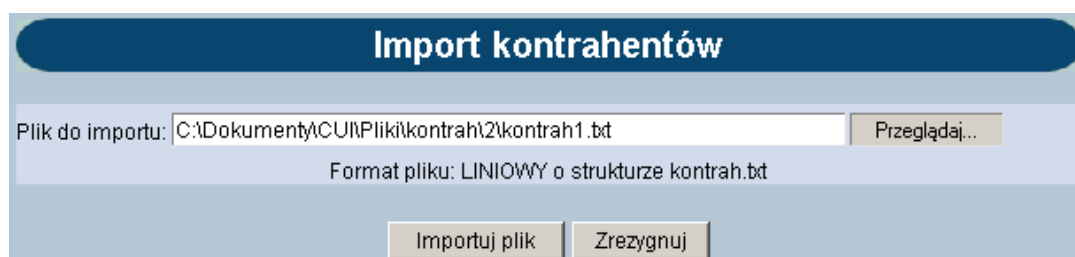 Import kontrahentów
Plik do importu: C:\Dokumenty\CUI\Pliki\kontrah\2\kontrah1.txt Przeglądaj...
Format pliku: LINIOWY o strukturze kontrah.txt
Importuj plik Zrezygnuj